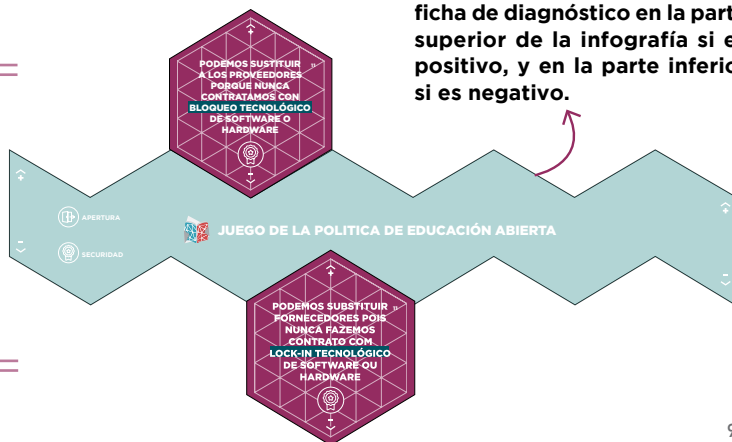 ficha de diagnóstico en la part
superior de la infografía si e
positivo, y en la parte inferio
si es negativo.
PODEMOS SUSTITUIR "
A LOS PROVEEDORES
PORQUE NUNCA
CONTRATAMOS CON
BLOQUEO TECNOLÓGICO
DE SOFTWARE O
HARDWARE
APERTURA
SECURIDAD
JUEGO DE LA POLITICA DE EDUCACIÓN ABIERTA
PODEMOS SUBSTITUIR "
FORNECEDORES POIS
NUNCA FAZEMOS
CONTRATO COM
LOCK-IN TECNOLÓGICO
DE SOFTWARE OU
HARDWARE